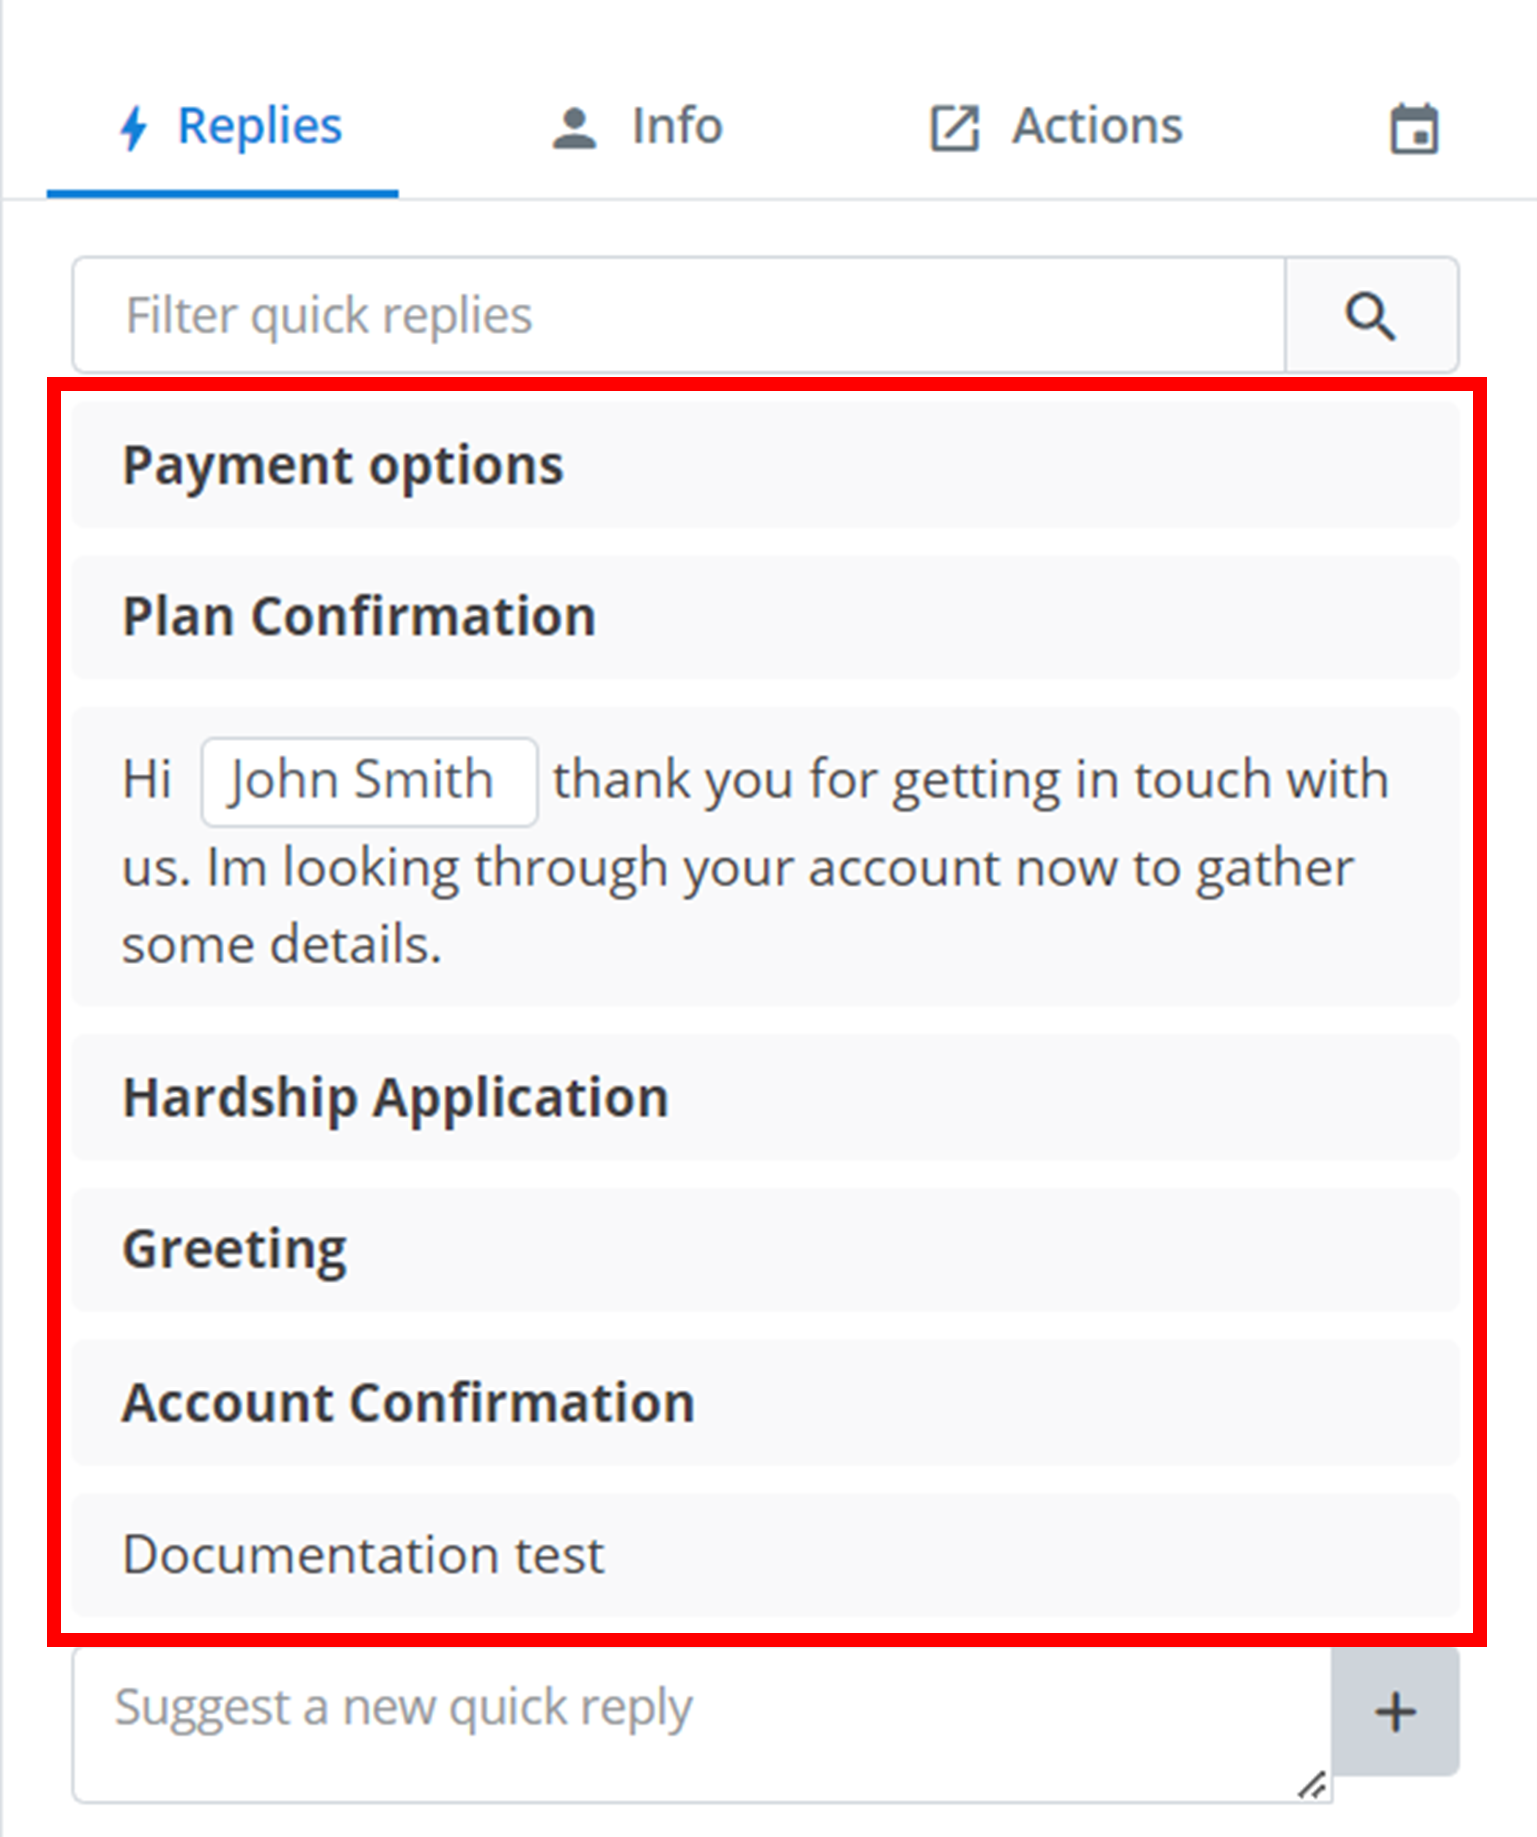 Replies Info Actions
Filter quick replies
Payment options
Plan Confirmation
Hi John Smith thank you for getting in touch with
us. Im looking through your account now to gather
some details.
Hardship Application
Greeting
Account Confirmation
Documentation test
Suggest a new quick reply